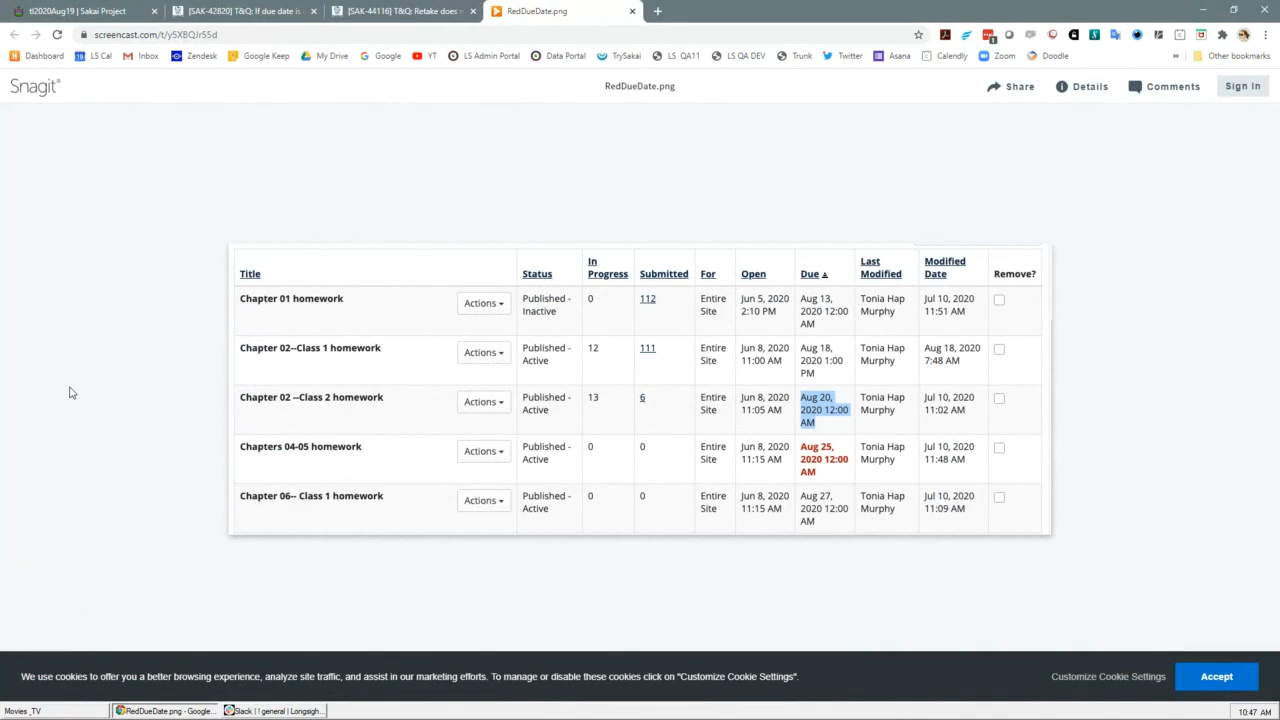 tl2020Aug19 | Sakai Project
[SAK-42820] T&Q: If due date is
[SAK-44116] T&Q: Retake does n
RedDueDate.png
screencast.com/t/y5XBQJr55d
Dashboard
LS Cal
Inbox
Zendesk
Google Keep
My Drive
Google
YT
LS Admin Portal
Data Portal
TrySakai
LS QA11
LS QA DEV
Trunk
Twitter
Asana
Calendly
Zoom
Doodle
»
Other bookmarks
Snagit®
RedDueDate.png
Share
Details
Comments
Sign In
Title
Status
In
Progress
Submitted
For
Open
Due
Last
Modified
Modified
Date
Remove?
Chapter 01 homework
Actions
Published -
Inactive
0
112
Entire
Site
Jun 5, 2020
2:10 PM
Aug 13,
2020 12:00
AM
Tonia Hap
Murphy
Jul 10, 2020
11:51 AM
Chapter 02--Class 1 homework
Actions
Published -
Active
12
111
Entire
Site
Jun 8, 2020
11:00 AM
Aug 18,
2020 1:00
PM
Tonia Hap
Murphy
Aug 18, 2020
7:48 AM
Chapter 02 --Class 2 homework
Actions
Published -
Active
13
6
Entire
Site
Jun 8, 2020
11:05 AM
Aug 20,
2020 12:00
AM
Tonia Hap
Murphy
Jul 10, 2020
11:02 AM
Chapters 04-05 homework
Actions
Published -
Active
0
0
Entire
Site
Jun 8, 2020
11:15 AM
Aug 25,
2020 12:00
AM
Tonia Hap
Murphy
Jul 10, 2020
11:48 AM
Chapter 06-- Class 1 homework
Actions
Published -
Active
0
0
Entire
Site
Jun 8, 2020
11:15 AM
Aug 27,
2020 12:00
AM
Tonia Hap
Murphy
Jul 10, 2020
11:09 AM
We use cookies to offer you a better browsing experience, analyze site traffic, and assist in our marketing efforts. To manage or disable these cookies click on "Customize Cookie Settings".
Customize Cookie Settings
Accept
Movies _TV
RedDueDate.png - Google...
Slack | ! general | Longsigh...
10:47 AM